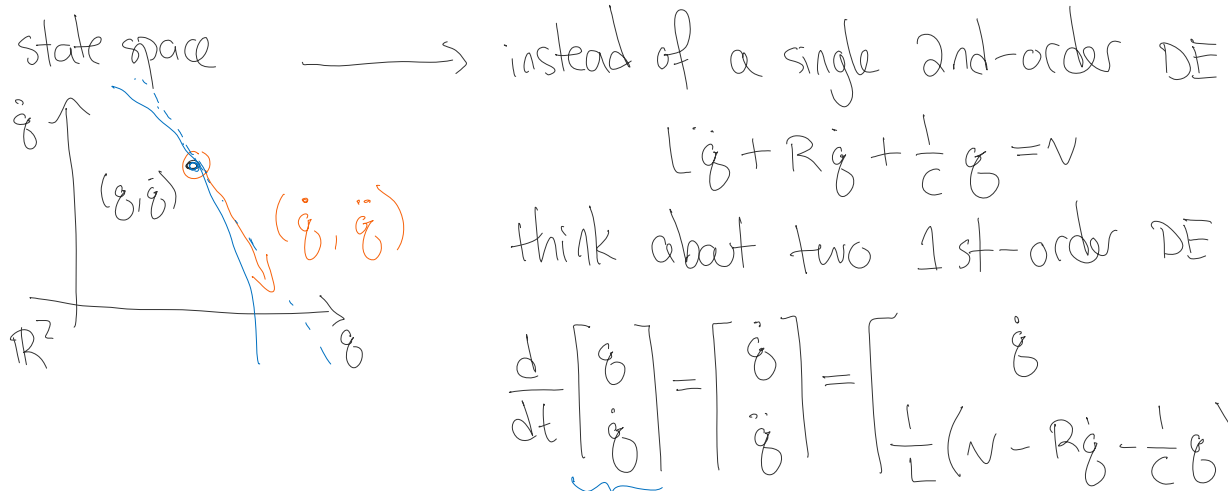 state space ⟶ instead of a single 2nd-order DE
Lq̈ + Rq̇ + 1/C q = v
think about two 1st-order DE
q̇
(q, q̇)
(q̇, q̈)
ℝ²
q
d/dt [q; q̇] = [q̇; q̈] = [q̇; 1/L (v - Rq̇ - 1/C q)